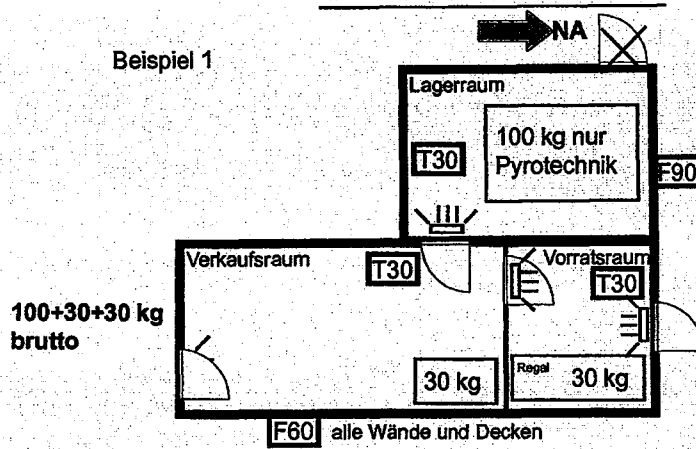 NA
Beispiel 1
Lagerraum
100 kg nur
Pyrotechnik
T30
F90
Verkaufsraum
T30
Vorratsraum
T30
100+30+30 kg
brutto
30 kg
Regal
30 kg
F60 alle Wände und Decken